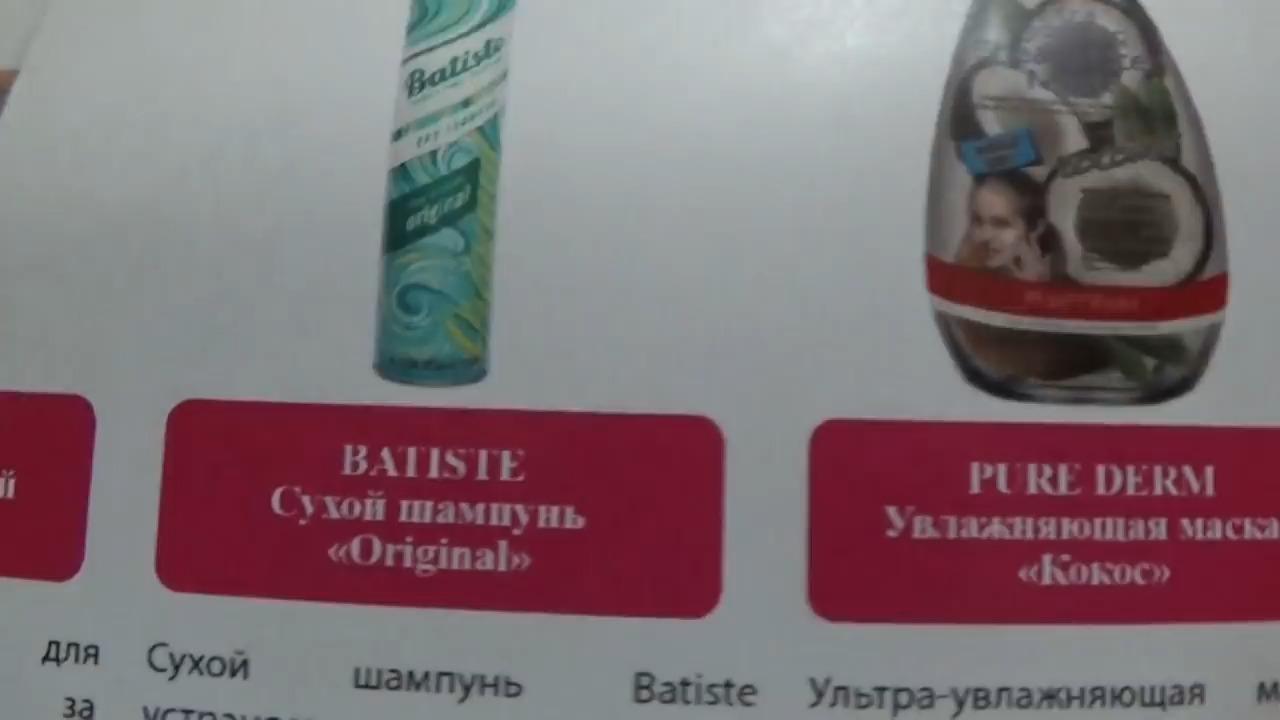 Batiste
original
й
BATISTE
Сухой шампунь
«Original»
PURE DERM
Увлажняющая маска
«Кокос»
для
за
Сухой шампунь Batiste
Ультра-увлажняющая